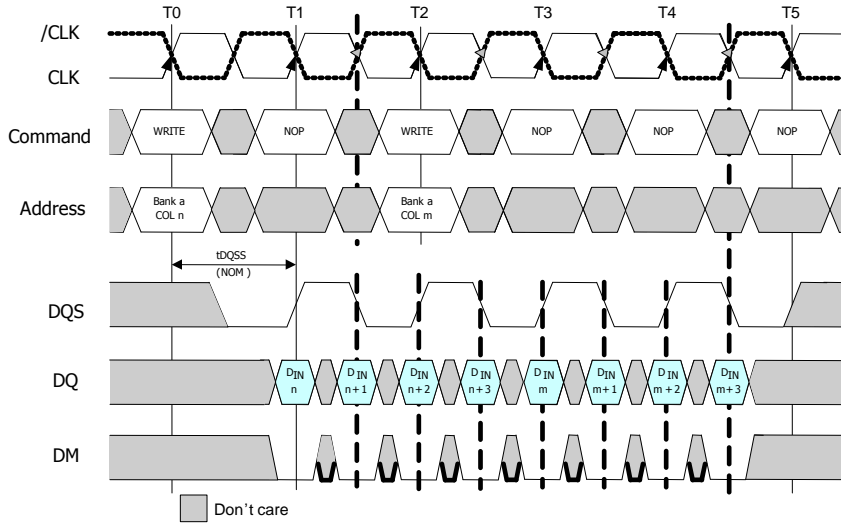 T0 T1 T2 T3 T4 T5
/CLK
CLK
Command WRITE NOP WRITE NOP NOP NOP
Address Bank a COL n Bank a COL m
tDQSS
(NOM )
DQS
DQ DIN n DIN n+1 DIN n+2 DIN n+3 DIN m DIN m+1 DIN m+2 DIN m+3
DM
Don't care